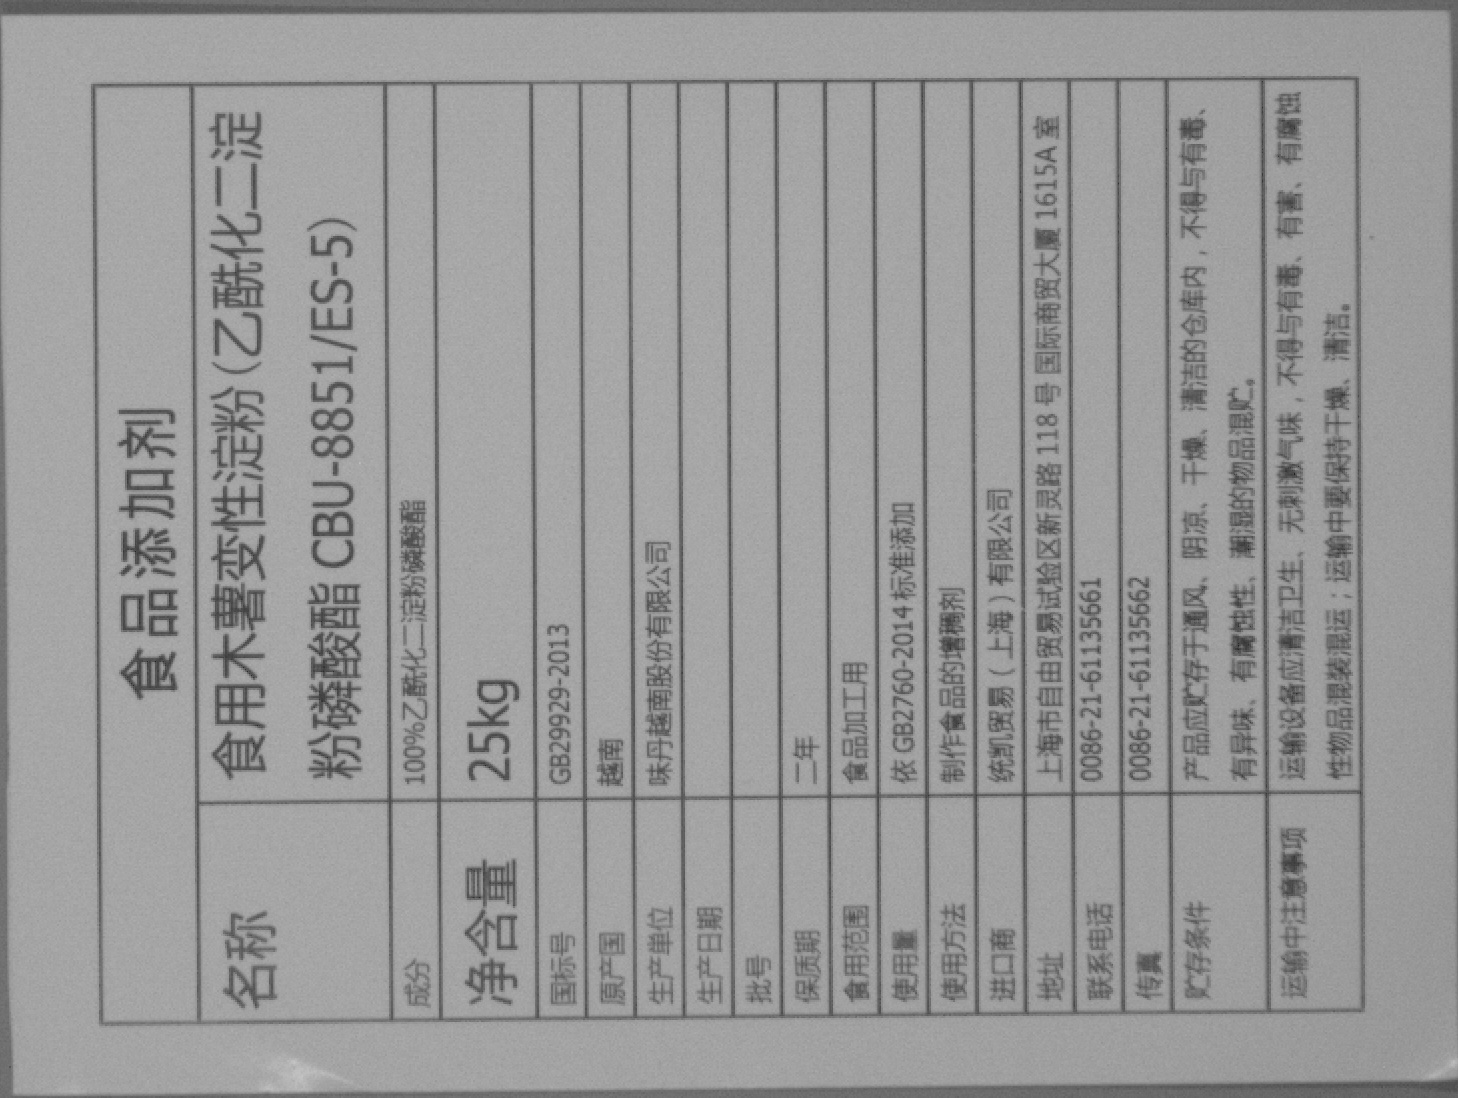 食品添加剂
名称
食用木薯变性淀粉(乙酰化二淀
粉磷酸酯 CBU-8851/ES-5)
成分 100%乙酰化二淀粉磷酸酯
净含量 25kg
国标号 GB29929-2013
原产国 越南
生产单位 味丹越南股份有限公司
生产日期
批号
保质期 二年
食用范围 食品加工用
使用量 依 GB2760-2014 标准添加
使用方法 制作食品的增稠剂
进口商 统凯贸易(上海)有限公司
地址 上海市自由贸易试验区新灵路 118 号 国际商贸大厦 1615A 室
联系电话 0086-21-61135661
传真 0086-21-61135662
贮存条件 产品应贮存于通风、阴凉、干燥、清洁的仓库内，不得与有毒、
有异味、有腐蚀性、潮湿的物品混贮。
运输中注意事项 运输设备应清洁卫生、无刺激气味，不得与有毒、有害、有腐蚀
性物品混装混运；运输中要保持干燥、清洁。